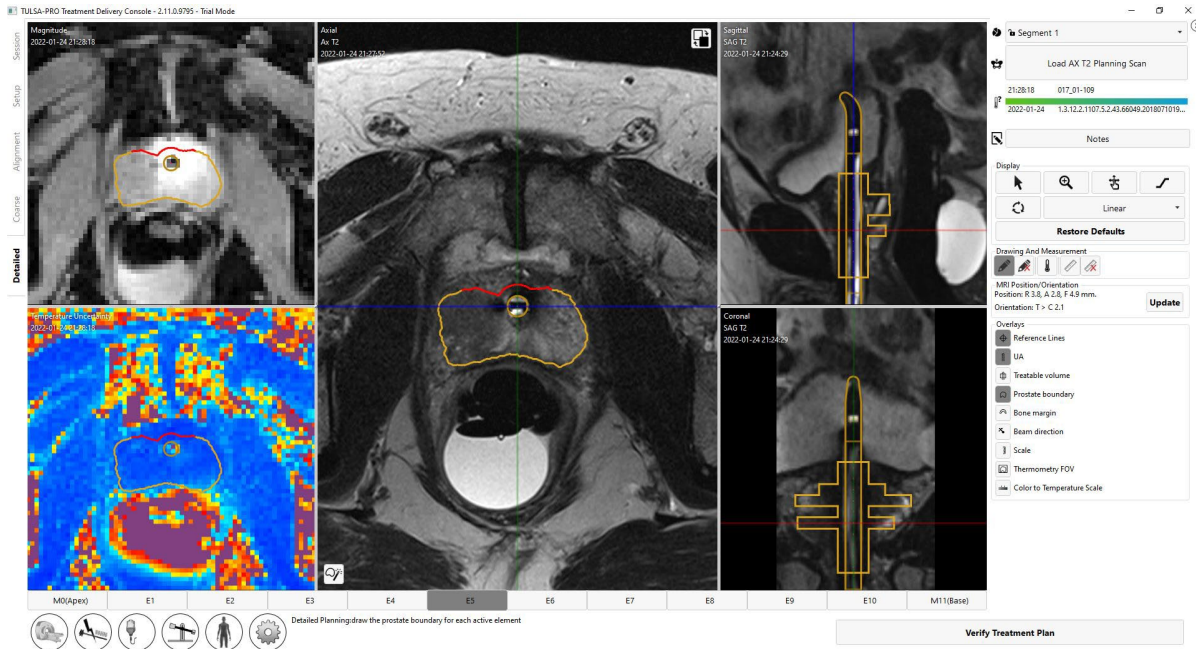 TULSA-PRO Treatment Delivery Console - 2.11.0.9795 - Trial Mode
Session
Setup
Alignment
Coarse
Detailed
Magnitude
2022-01-24 21:28:18
Axial
Ax T2
2022-01-24 21:27:52
Sagittal
SAG T2
2022-01-24 21:24:29
Temperature Uncertainty
2022-01-24 21:28:18
Coronal
SAG T2
2022-01-24 21:24:29
Segment 1
Load AX T2 Planning Scan
21:28:18 017_01-109
2022-01-24 1.3.12.2.1107.5.2.43.66049.2018071019...
Notes
Display
Linear
Restore Defaults
Drawing And Measurement
MRI Position/Orientation
Position: R 3.8, A 2.8, F 4.9 mm.
Orientation: T > C 2.1
Update
Overlays
Reference Lines
UA
Treatable volume
Prostate boundary
Bone margin
Beam direction
Scale
Thermometry FOV
Color to Temperature Scale
M0(Apex) E1 E2 E3 E4 E5 E6 E7 E8 E9 E10 M11(Base)
Detailed Planning:draw the prostate boundary for each active element
Verify Treatment Plan